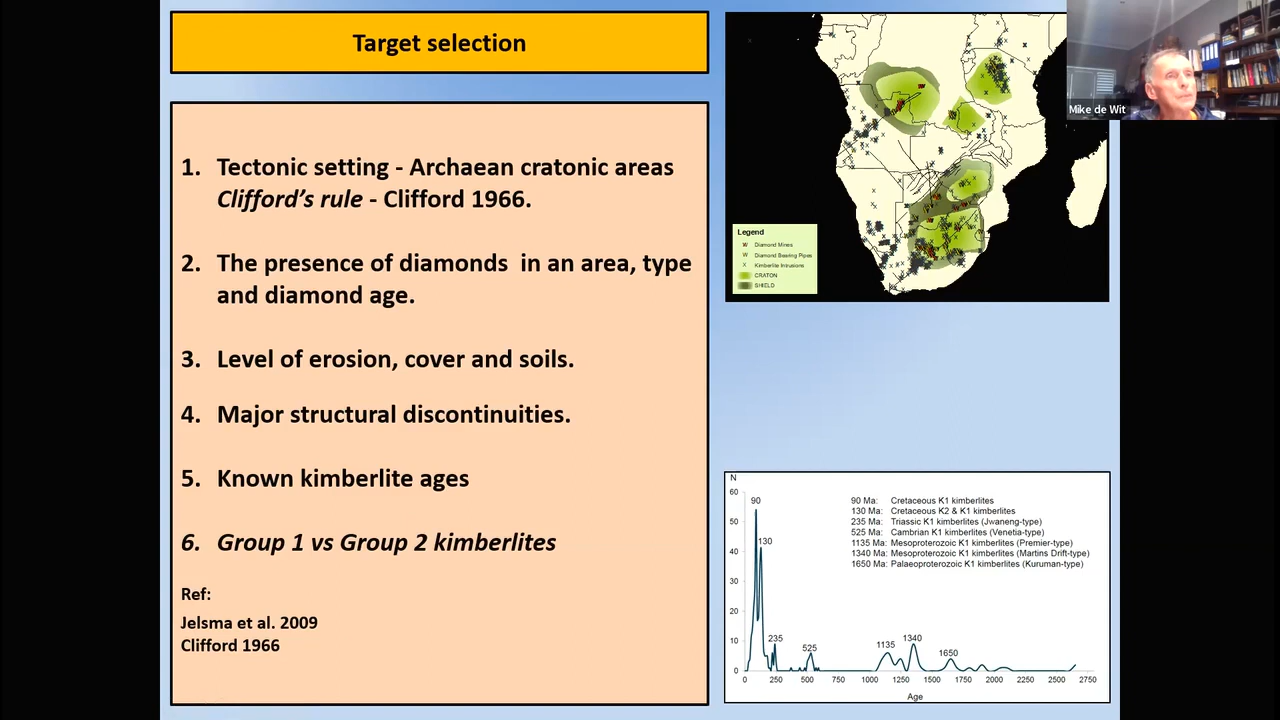 Target selection
1. Tectonic setting - Archaean cratonic areas
Clifford's rule - Clifford 1966.
2. The presence of diamonds in an area, type
and diamond age.
3. Level of erosion, cover and soils.
4. Major structural discontinuities.
5. Known kimberlite ages
6. Group 1 vs Group 2 kimberlites
Ref:
Jelsma et al. 2009
Clifford 1966
Mike de Wit
Legend
Diamond Mines
Diamond Bearing Pipes
X Kimberlite Intrusions
CRATON
SHIELD
N
60
50
40
30
20
10
0
90
130
235
525
1135
1340
1650
90 Ma: Cretaceous K1 kimberlites
130 Ma: Cretaceous K2 & K1 kimberlites
235 Ma: Triassic K1 kimberlites (Jwaneng-type)
525 Ma: Cambrian K1 kimberlites (Venetia-type)
1135 Ma: Mesoproterozoic K1 kimberlites (Premier-type)
1340 Ma: Mesoproterozoic K1 kimberlites (Martins Drift-type)
1650 Ma: Palaeoproterozoic K1 kimberlites (Kuruman-type)
0 250 500 750 1000 1250 1500 1750 2000 2250 2500 2750
Age